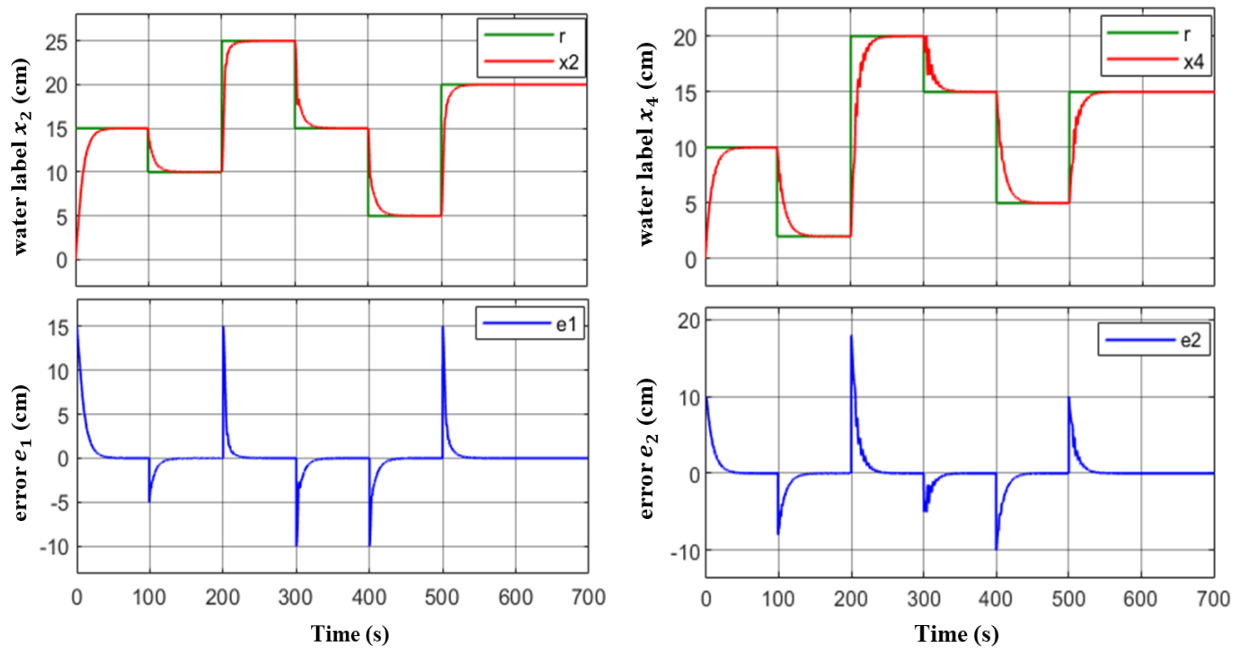 water label x₂ (cm)
25
20
15
10
5
0
r
x2
error e₁ (cm)
15
10
5
0
-5
-10
e1
0 100 200 300 400 500 600 700
Time (s)
water label x₄ (cm)
20
15
10
5
0
r
x4
error e₂ (cm)
20
10
0
-10
e2
0 100 200 300 400 500 600 700
Time (s)